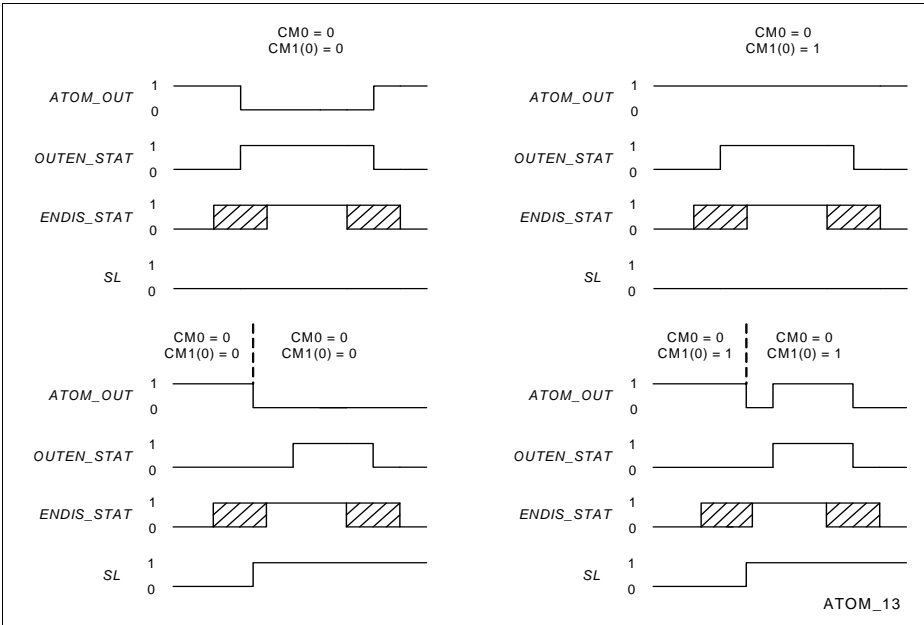 CM0 = 0
CM1(0) = 0
ATOM_OUT
1
0
OUTEN_STAT
1
0
ENDIS_STAT
1
0
SL
1
0
CM0 = 0
CM1(0) = 1
ATOM_OUT
1
0
OUTEN_STAT
1
0
ENDIS_STAT
1
0
SL
1
0
CM0 = 0
CM1(0) = 0
CM0 = 0
CM1(0) = 0
ATOM_OUT
1
0
OUTEN_STAT
1
0
ENDIS_STAT
1
0
SL
1
0
CM0 = 0
CM1(0) = 1
CM0 = 0
CM1(0) = 1
ATOM_OUT
1
0
OUTEN_STAT
1
0
ENDIS_STAT
1
0
SL
1
0
ATOM_13